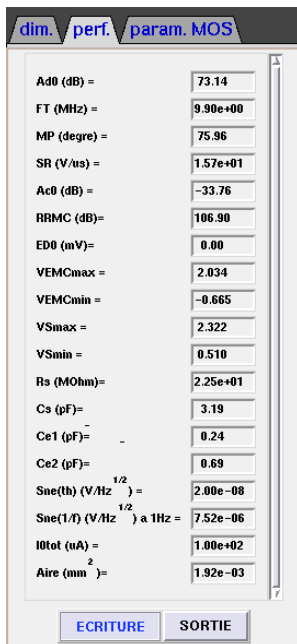 dim. perf. param. MOS
Ad0 (dB) = 73.14
FT (MHz) = 9.90e+00
MP (degre) = 75.96
SR (V/us) = 1.57e+01
Ac0 (dB) = -33.76
RRMC (dB)= 106.90
ED0 (mV)= 0.00
VEMCmax = 2.034
VEMCmin = -0.665
VSmax = 2.322
VSmin = 0.510
Rs (MOhm)= 2.25e+01
Cs (pF)= 3.19
Ce1 (pF)= 0.24
Ce2 (pF)= 0.69
Sne(th) (V/Hz^1/2) = 2.00e-08
Sne(1/f) (V/Hz^1/2) a 1Hz = 7.52e-06
I0tot (uA) = 1.00e+02
Aire (mm^2)= 1.92e-03
ECRITURE SORTIE